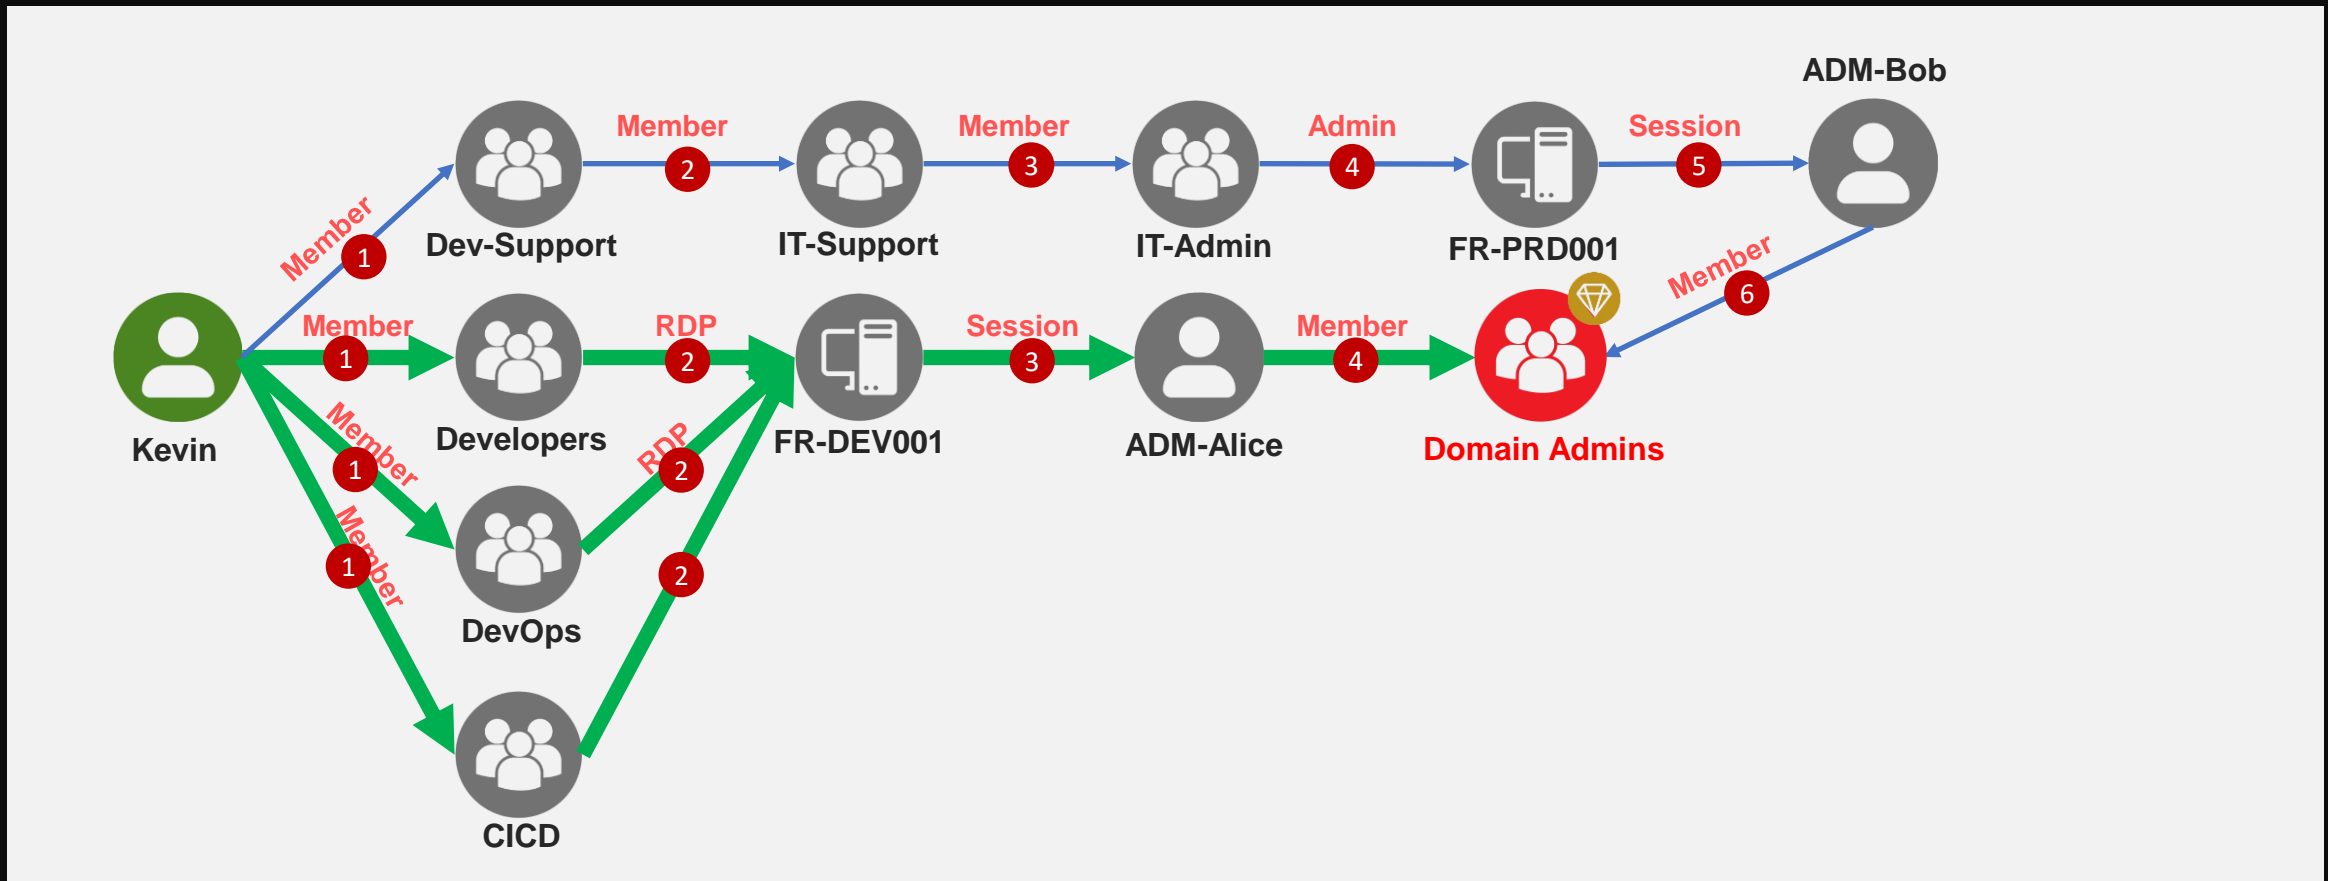 ADM-Bob
Member
Member
Admin
Session
2
3
4
5
Member
1
Dev-Support
IT-Support
IT-Admin
FR-PRD001
Member
6
Member
RDP
Session
Member
1
2
3
4
Kevin
Developers
FR-DEV001
ADM-Alice
Domain Admins
Member
1
RDP
2
DevOps
Member
1
2
CICD